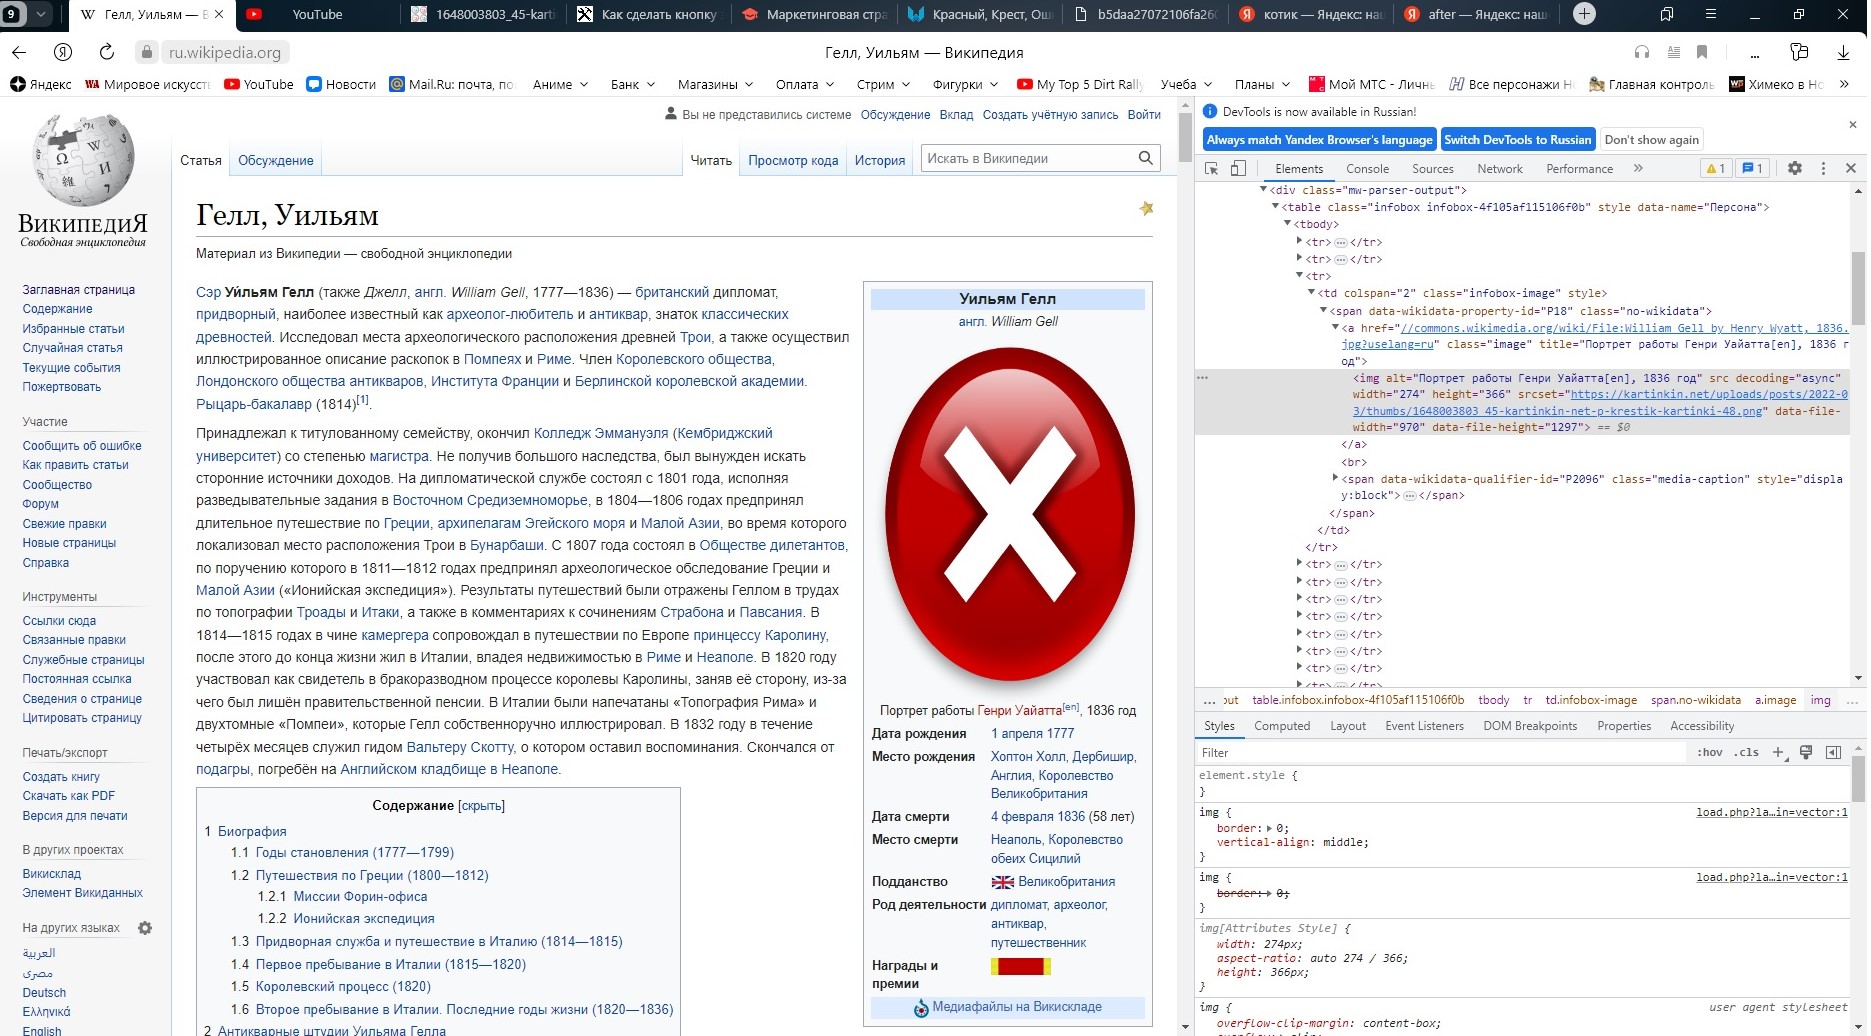 9
Гелл, Уильям — В
YouTube
1648003803_45-karti
Как сделать кнопку
Маркетинговая стра
Красный, Крест, Ош
b5daa27072106fa26
котик — Яндекс: на
after — Яндекс: наш
ru.wikipedia.org
Гелл, Уильям — Википедия
Яндекс
Мировое искусст
YouTube
Новости
Mail.Ru: почта, по
Аниме
Банк
Магазины
Оплата
Стрим
Фигурки
My Top 5 Dirt Rally
Учеба
Планы
Мой МТС - Личн
Все персонажи Н
Главная контроль
Химеко в Но
Вы не представились системе
Обсуждение
Вклад
Создать учётную запись
Войти
ВИКИПЕДИЯ
Свободная энциклопедия
Статья
Обсуждение
Читать
Просмотр кода
История
Искать в Википедии
Заглавная страница
Содержание
Избранные статьи
Случайная статья
Текущие события
Пожертвовать
Участие
Сообщить об ошибке
Как править статьи
Сообщество
Форум
Свежие правки
Новые страницы
Справка
Инструменты
Ссылки сюда
Связанные правки
Служебные страницы
Постоянная ссылка
Сведения о странице
Цитировать страницу
Печать/экспорт
Создать книгу
Скачать как PDF
Версия для печати
В других проектах
Викисклад
Элемент Викиданных
На других языках
العربية
مصرى
Deutsch
Ελληνικά
English
Гелл, Уильям
Материал из Википедии — свободной энциклопедии
Сэр Уи́льям Гелл (также Джелл, англ. William Gell, 1777—1836) — британский дипломат,
придворный, наиболее известный как археолог-любитель и антиквар, знаток классических
древностей. Исследовал места археологического расположения древней Трои, а также осуществил
иллюстрированное описание раскопок в Помпеях и Риме. Член Королевского общества,
Лондонского общества антикваров, Института Франции и Берлинской королевской академии.
Рыцарь-бакалавр (1814)[1].
Принадлежал к титулованному семейству, окончил Колледж Эммануэля (Кембриджский
университет) со степенью магистра. Не получив большого наследства, был вынужден искать
сторонние источники доходов. На дипломатической службе состоял с 1801 года, исполняя
разведывательные задания в Восточном Средиземноморье, в 1804—1806 годах предпринял
длительное путешествие по Греции, архипелагам Эгейского моря и Малой Азии, во время которого
локализовал место расположения Трои в Бунарбаши. С 1807 года состоял в Обществе дилетантов,
по поручению которого в 1811—1812 годах предпринял археологическое обследование Греции и
Малой Азии («Ионийская экспедиция»). Результаты путешествий были отражены Геллом в трудах
по топографии Троады и Итаки, а также в комментариях к сочинениям Страбона и Павсания. В
1814—1815 годах в чине камергера сопровождал в путешествии по Европе принцессу Каролину,
после этого до конца жизни жил в Италии, владея недвижимостью в Риме и Неаполе. В 1820 году
участвовал как свидетель в бракоразводном процессе королевы Каролины, заняв её сторону, из-за
чего был лишён правительственной пенсии. В Италии были напечатаны «Топография Рима» и
двухтомные «Помпеи», которые Гелл собственноручно иллюстрировал. В 1832 году в течение
четырёх месяцев служил гидом Вальтеру Скотту, о котором оставил воспоминания. Скончался от
подагры, погребён на Английском кладбище в Неаполе.
Содержание [скрыть]
1 Биография
1.1 Годы становления (1777—1799)
1.2 Путешествия по Греции (1800—1812)
1.2.1 Миссии Форин-офиса
1.2.2 Ионийская экспедиция
1.3 Придворная служба и путешествие в Италию (1814—1815)
1.4 Первое пребывание в Италии (1815—1820)
1.5 Королевский процесс (1820)
1.6 Второе пребывание в Италии. Последние годы жизни (1820—1836)
2 Антикварные штудии Уильяма Гелла
Уильям Гелл
англ. William Gell
Портрет работы Генри Уайатта[en], 1836 год
Дата рождения 1 апреля 1777
Место рождения Хоптон Холл, Дербишир,
Англия, Королевство
Великобритания
Дата смерти 4 февраля 1836 (58 лет)
Место смерти Неаполь, Королевство
обеих Сицилий
Подданство Великобритания
Род деятельности дипломат, археолог,
антиквар,
путешественник
Награды и
премии
Медиафайлы на Викискладе
DevTools is now available in Russian!
Always match Yandex Browser's language
Switch DevTools to Russian
Don't show again
Elements
Console
Sources
Network
Performance
1
1
<div class="mw-parser-output">
<table class="infobox infobox-4f105af115106f0b" style data-name="Персона">
<tbody>
<tr>…</tr>
<tr>…</tr>
<tr>
<td colspan="2" class="infobox-image" style>
<span data-wikidata-property-id="P18" class="no-wikidata">
<a href="//commons.wikimedia.org/wiki/File:William_Gell_by_Henry_Wyatt,_1836.
jpg?uselang=ru" class="image" title="Портрет работы Генри Уайатта[en], 1836 г
од">
<img alt="Портрет работы Генри Уайатта[en], 1836 год" src decoding="async"
width="274" height="366" srcset="https://kartinkin.net/uploads/posts/2022-0
3/thumbs/1648003803_45-kartinkin-net-p-krestik-kartinki-48.png" data-file-
width="970" data-file-height="1297"> == $0
</a>
<br>
<span data-wikidata-qualifier-id="P2096" class="media-caption" style="displa
y:block">…</span>
</span>
</td>
</tr>
<tr>…</tr>
<tr>…</tr>
<tr>…</tr>
<tr>…</tr>
<tr>…</tr>
<tr>…</tr>
<tr>…</tr>
... out table.infobox.infobox-4f105af115106f0b tbody tr td.infobox-image span.no-wikidata a.image img ...
Styles
Computed
Layout
Event Listeners
DOM Breakpoints
Properties
Accessibility
Filter
:hov .cls +
element.style {
}
img { load.php?la…in=vector:1
border: 0;
vertical-align: middle;
}
img { load.php?la…in=vector:1
border: 0;
}
img[Attributes Style] {
width: 274px;
aspect-ratio: auto 274 / 366;
height: 366px;
}
img { user agent stylesheet
overflow-clip-margin: content-box;